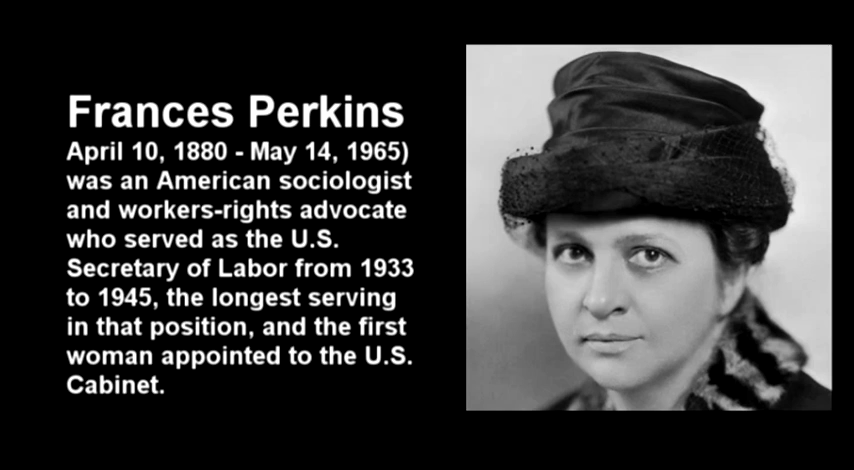 Frances Perkins
April 10, 1880 - May 14, 1965)
was an American sociologist
and workers-rights advocate
who served as the U.S.
Secretary of Labor from 1933
to 1945, the longest serving
in that position, and the first
woman appointed to the U.S.
Cabinet.